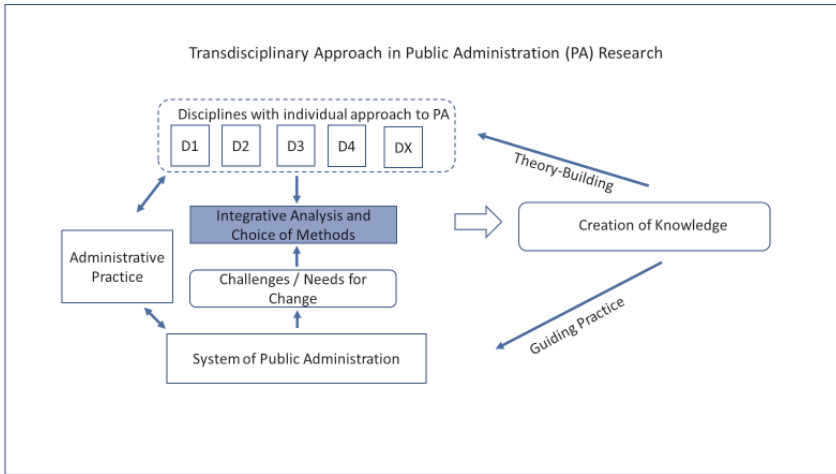 Transdisciplinary Approach in Public Administration (PA) Research
Disciplines with individual approach to PA
D1
D2
D3
D4
DX
Theory-Building
Integrative Analysis and
Choice of Methods
Creation of Knowledge
Administrative
Practice
Challenges / Needs for
Change
Guiding Practice
System of Public Administration